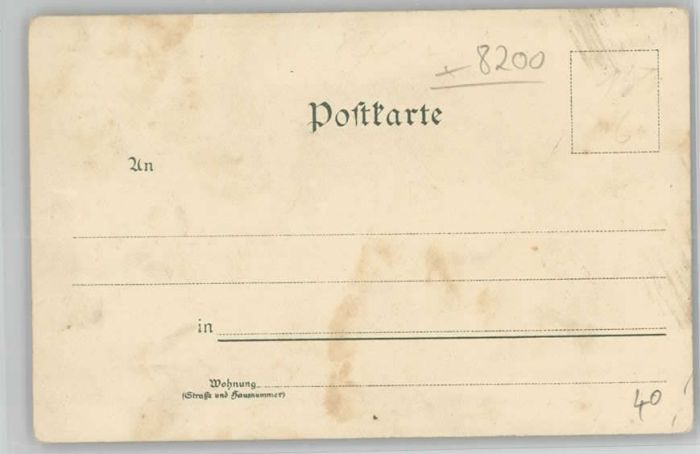 + 8200
Postkarte
An
in
Wohnung
(Straße und Hausnummer)
40